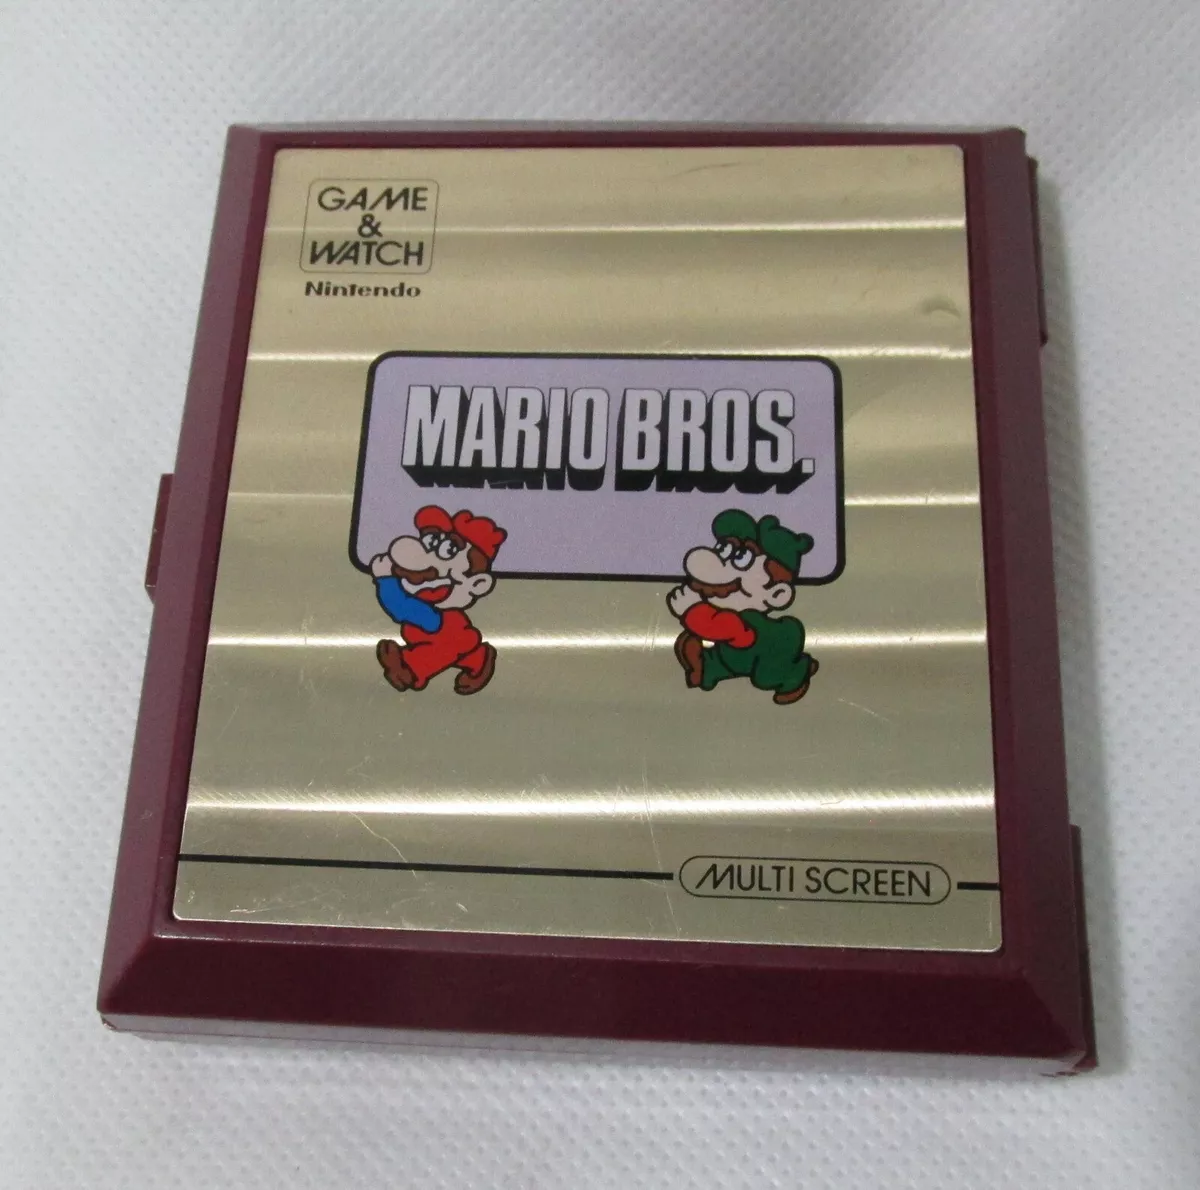 GAME
&
WATCH
Nintendo
MARIO BROS.
MULTI SCREEN